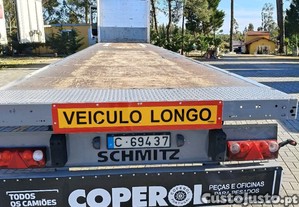 VEICULO LONGO
C·69437
SCHMITZ
TODOS
OS CAMIÕES
COPEROL
PEÇAS E OFICINAS
PARA PESADOS
CustoJusto.pt